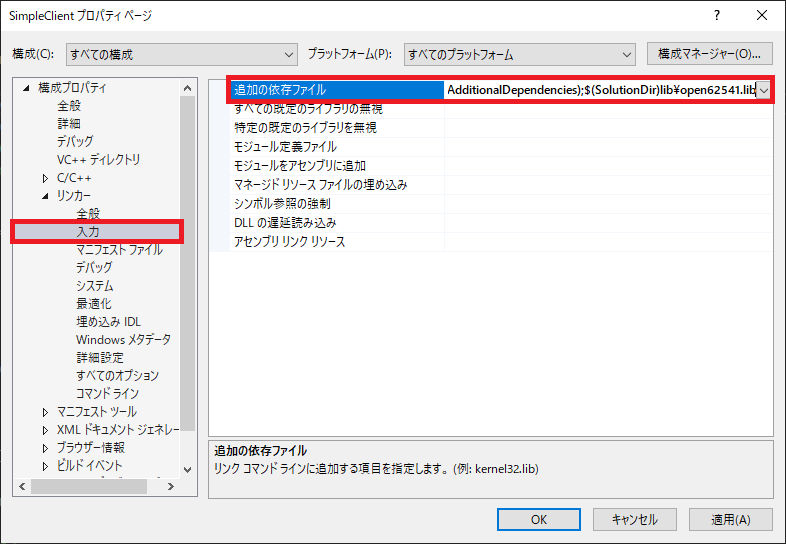 SimpleClient プロパティ ページ
構成(C): すべての構成 プラットフォーム(P): すべてのプラットフォーム 構成マネージャー(O)...
構成プロパティ
全般
詳細
デバッグ
VC++ ディレクトリ
C/C++
リンカー
全般
入力
マニフェスト ファイル
デバッグ
システム
最適化
埋め込み IDL
Windows メタデータ
詳細設定
すべてのオプション
コマンド ライン
マニフェスト ツール
XML ドキュメント ジェネレー
ブラウザー情報
ビルド イベント
追加の依存ファイル AdditionalDependencies);$(SolutionDir)lib¥open62541.lib
すべての既定のライブラリの無視
特定の既定のライブラリを無視
モジュール定義ファイル
モジュールをアセンブリに追加
マネージド リソース ファイルの埋め込み
シンボル参照の強制
DLL の遅延読み込み
アセンブリ リンク リソース
追加の依存ファイル
リンク コマンド ラインに追加する項目を指定します。 (例: kernel32.lib)
OK キャンセル 適用(A)